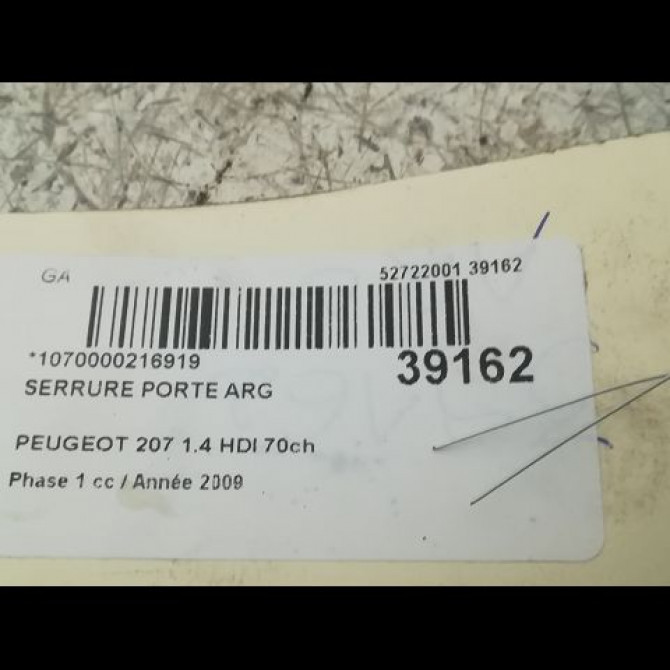 GA 52722001 39162
*1070000216919 39162
SERRURE PORTE ARG
PEUGEOT 207 1.4 HDI 70ch
Phase 1 cc / Année 2009